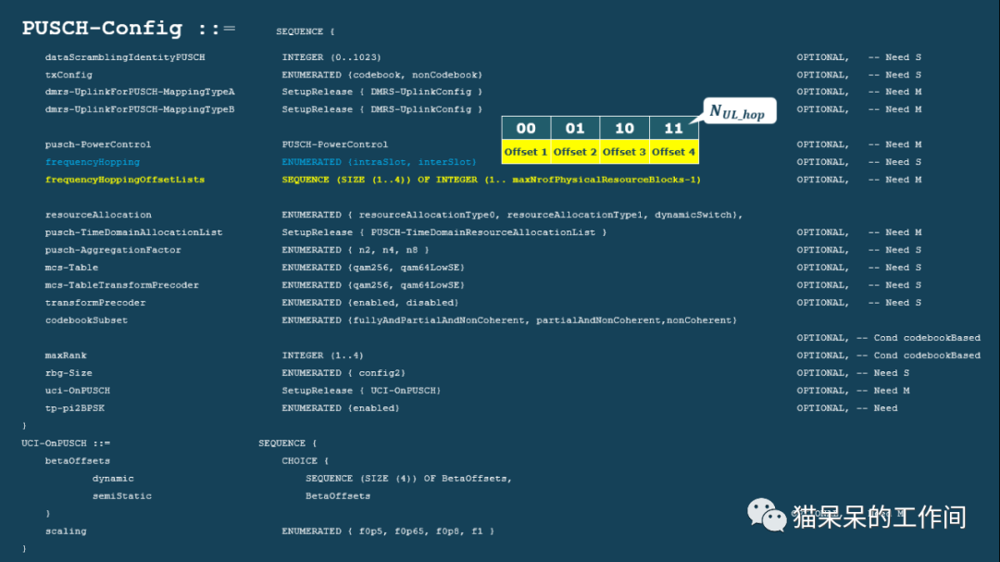 PUSCH-Config ::= SEQUENCE {
dataScramblingIdentityPUSCH INTEGER (0..1023) OPTIONAL, -- Need S
txConfig ENUMERATED {codebook, nonCodebook} OPTIONAL, -- Need S
dmrs-UplinkForPUSCH-MappingTypeA SetupRelease { DMRS-UplinkConfig } OPTIONAL, -- Need M
dmrs-UplinkForPUSCH-MappingTypeB SetupRelease { DMRS-UplinkConfig } OPTIONAL, -- Need M
NUL_hop
00 01 10 11
Offset 1 Offset 2 Offset 3 Offset 4
pusch-PowerControl PUSCH-PowerControl OPTIONAL, -- Need M
frequencyHopping ENUMERATED {intraSlot, interSlot} OPTIONAL, -- Need S
frequencyHoppingOffsetLists SEQUENCE (SIZE (1..4)) OF INTEGER (1.. maxNrofPhysicalResourceBlocks-1) OPTIONAL, -- Need M
resourceAllocation ENUMERATED { resourceAllocationType0, resourceAllocationType1, dynamicSwitch},
pusch-TimeDomainAllocationList SetupRelease { PUSCH-TimeDomainResourceAllocationList } OPTIONAL, -- Need M
pusch-AggregationFactor ENUMERATED { n2, n4, n8 } OPTIONAL, -- Need S
mcs-Table ENUMERATED {qam256, qam64LowSE} OPTIONAL, -- Need S
mcs-TableTransformPrecoder ENUMERATED {qam256, qam64LowSE} OPTIONAL, -- Need S
transformPrecoder ENUMERATED {enabled, disabled} OPTIONAL, -- Need S
codebookSubset ENUMERATED {fullyAndPartialAndNonCoherent, partialAndNonCoherent,nonCoherent}
OPTIONAL, -- Cond codebookBased
maxRank INTEGER (1..4) OPTIONAL, -- Cond codebookBased
rbg-Size ENUMERATED { config2} OPTIONAL, -- Need S
uci-OnPUSCH SetupRelease { UCI-OnPUSCH} OPTIONAL, -- Need M
tp-pi2BPSK ENUMERATED {enabled} OPTIONAL, -- Need
}
UCI-OnPUSCH ::= SEQUENCE {
betaOffsets CHOICE {
dynamic SEQUENCE (SIZE (4)) OF BetaOffsets,
semiStatic BetaOffsets
}
猫呆呆的工作间
scaling ENUMERATED { f0p5, f0p65, f0p8, f1 }
}